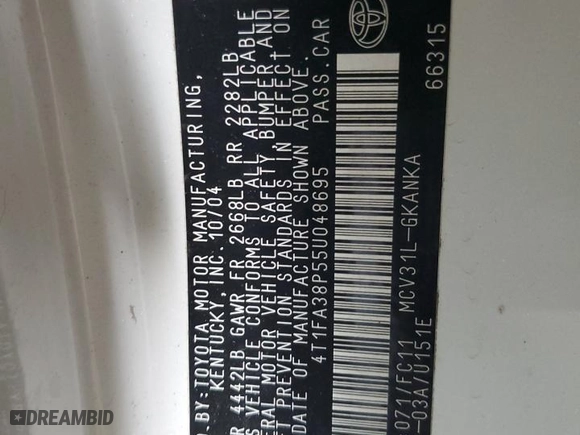 D BY:TOYOTA MOTOR MANUFACTURING,
KENTUCKY, INC. 10/04
R 4442LB GAWR FR 2668LB RR 2282LB
S VEHICLE CONFORMS TO ALL APPLICABLE
ERAL MOTOR VEHICLE SAFETY, BUMPER, AND
T PREVENTION STANDARDS IN EFFECT ON
DATE OF MANUFACTURE SHOWN ABOVE.
4T1FA38P55U048695 PASS.CAR
071/FC11 MCV31L-GKANKA
-03A/U151E 66315
DREAMBID